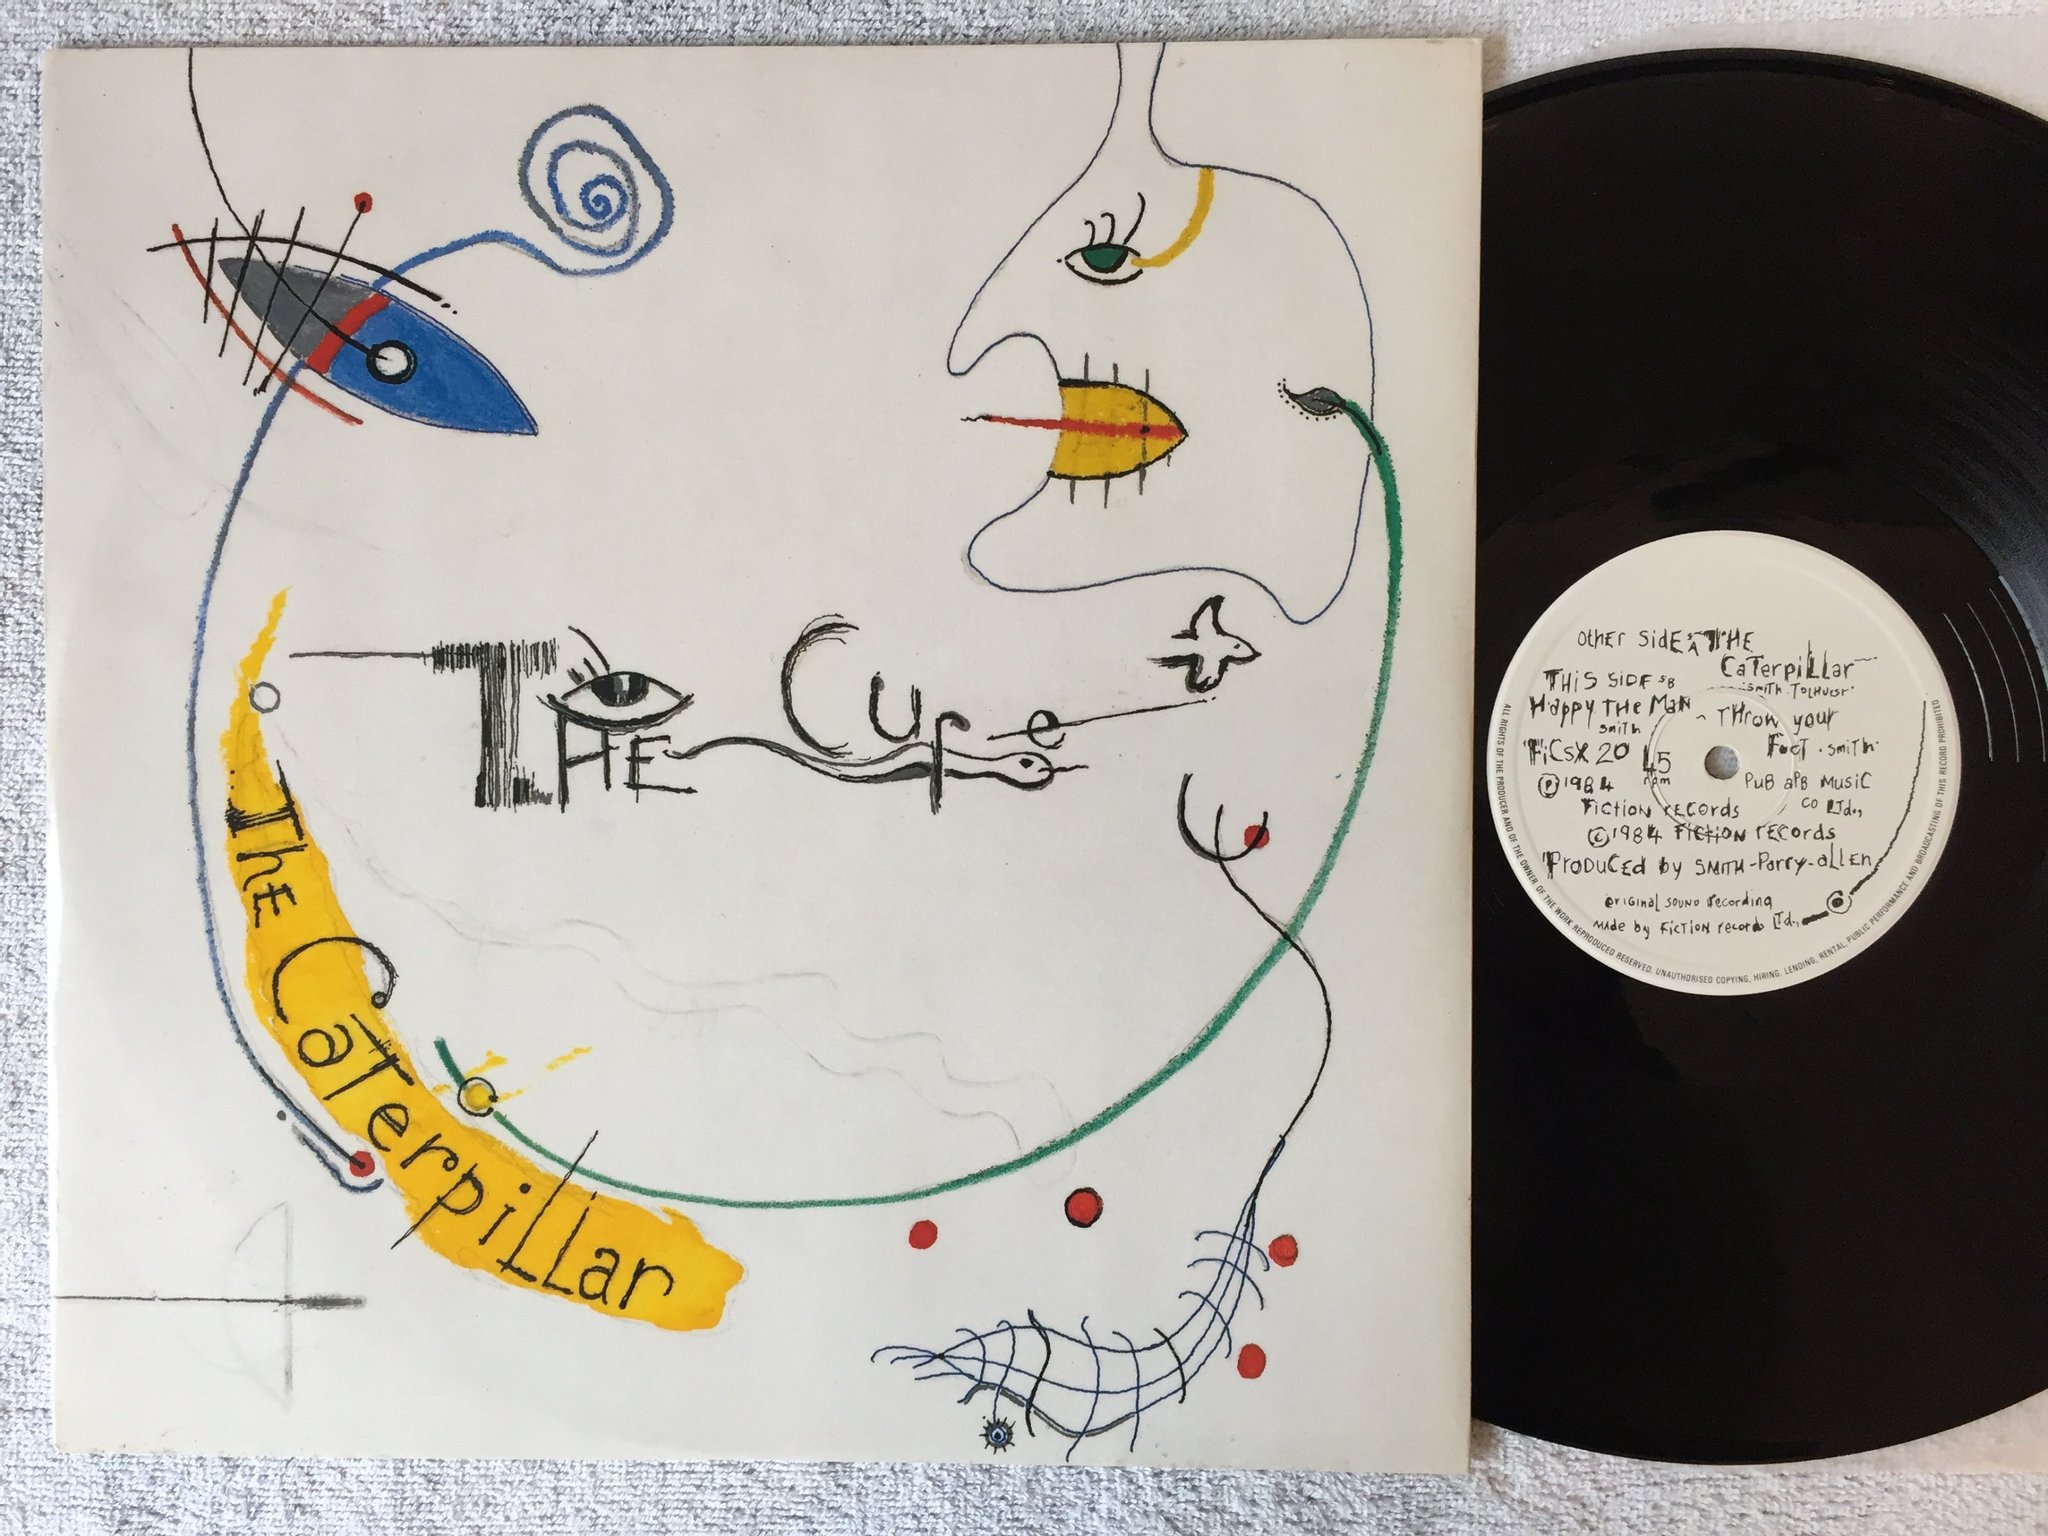 THE CURE
The Caterpillar
other side SA THE
Caterpillar
smith. Tolhurst.
THIS SIDE SB
Happy THE Man
smith
~ THrow your
Foot . smith.
FiCSX 20 45
rpm
℗ 1984
Fiction records
PUB APB MUSIC
CO LTd.,
© 1984 Fiction records
Produced by Smith-Parry-allen
original sound recording
made by Fiction records LTd.,
ALL RIGHTS OF THE PRODUCER AND OF THE OWNER OF THE WORK REPRODUCED RESERVED. UNAUTHORISED COPYING, HIRING, LENDING, RENTAL, PUBLIC PERFORMANCE AND BROADCASTING OF THIS RECORD PROHIBITED